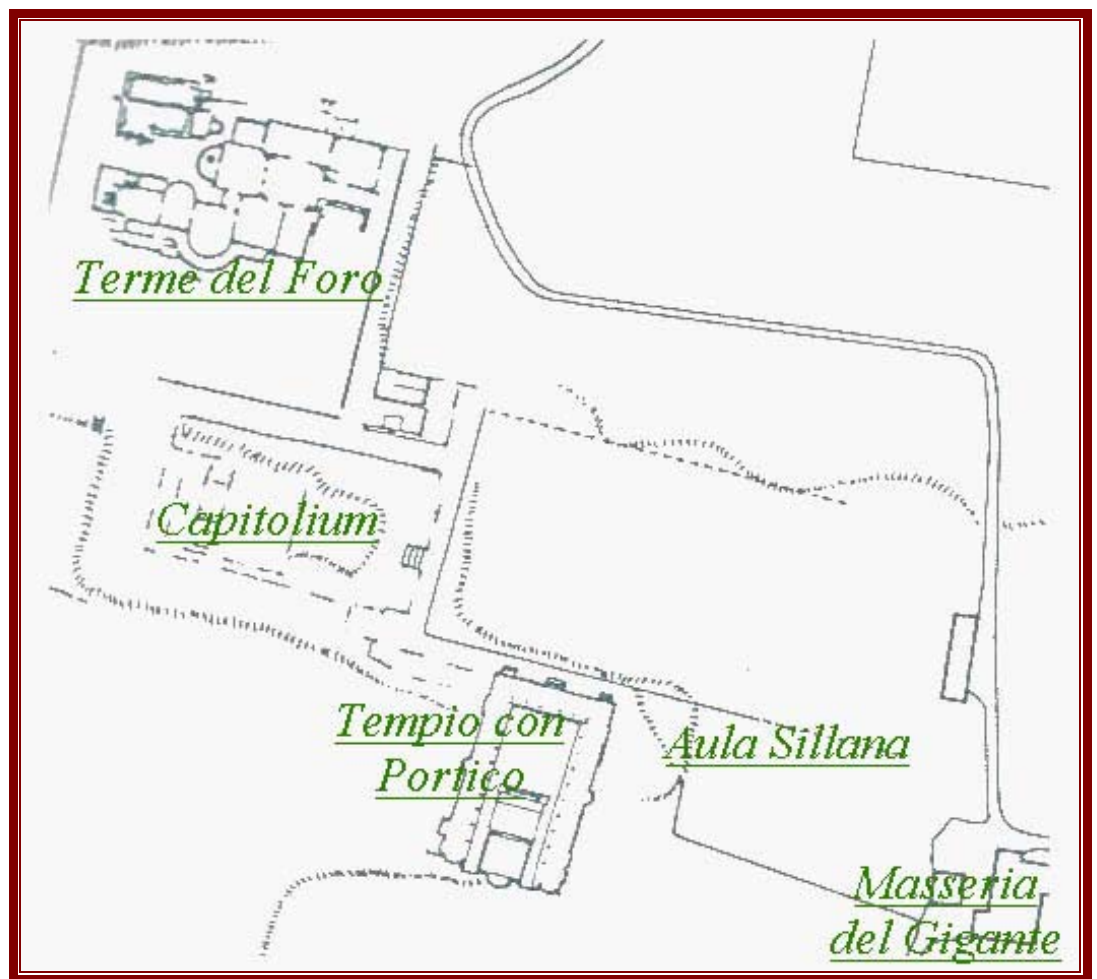 Terme del Foro
Capitolium
Tempio con
Portico
Aula Sillana
Masseria
del Gigante